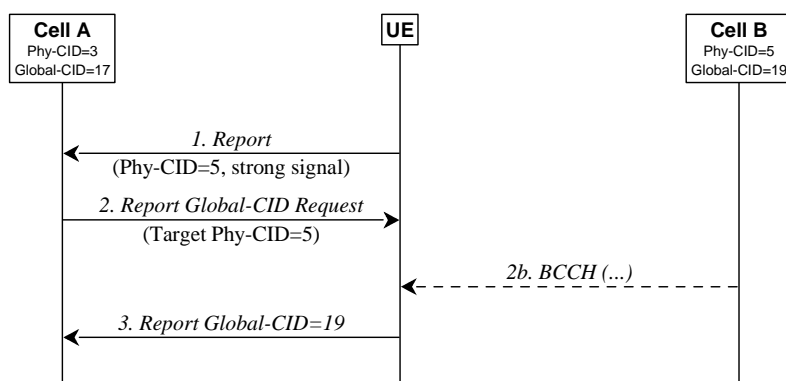 Cell A
Phy-CID=3
Global-CID=17
UE
Cell B
Phy-CID=5
Global-CID=19
1. Report
(Phy-CID=5, strong signal)
2. Report Global-CID Request
(Target Phy-CID=5)
2b. BCCH (...)
3. Report Global-CID=19